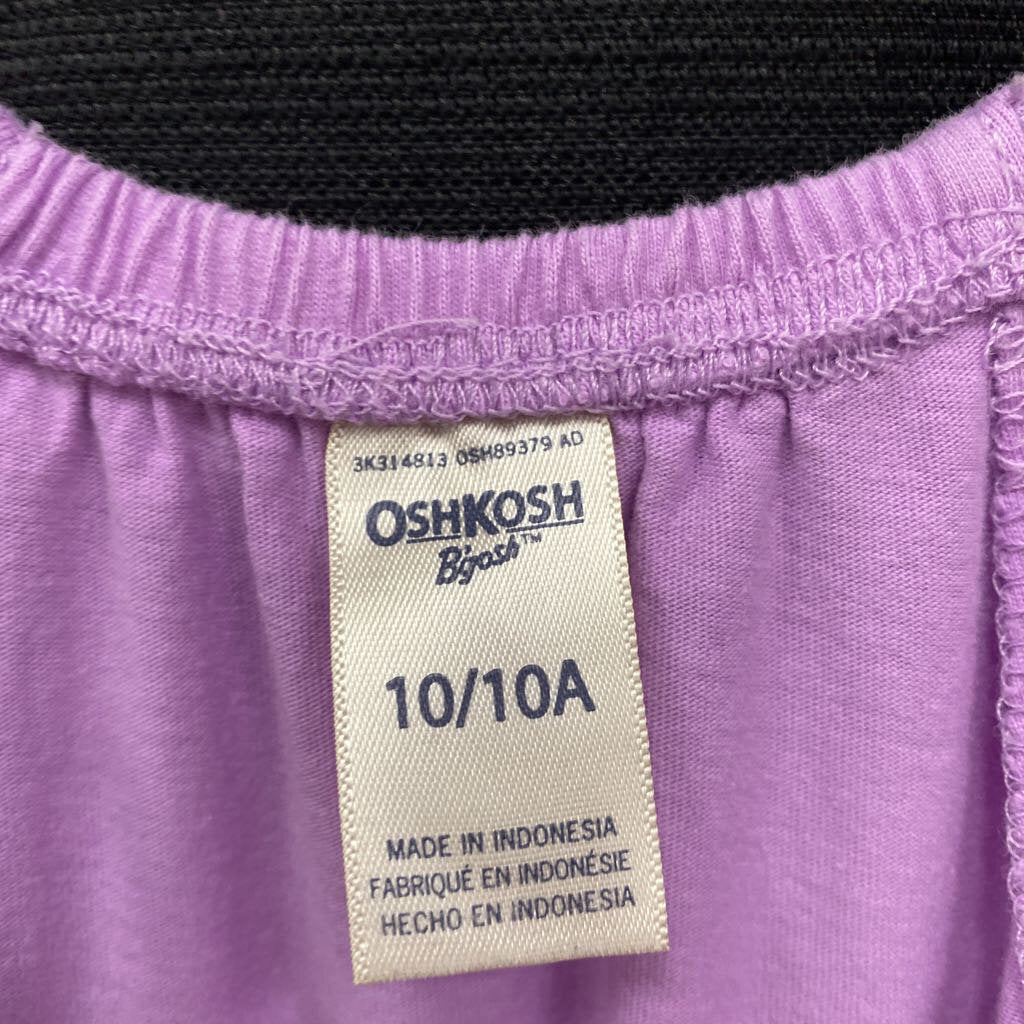 3K314813 OSH89379 AD
OSHKOSH
B'gosh™
10/10A
MADE IN INDONESIA
FABRIQUÉ EN INDONÉSIE
HECHO EN INDONESIA